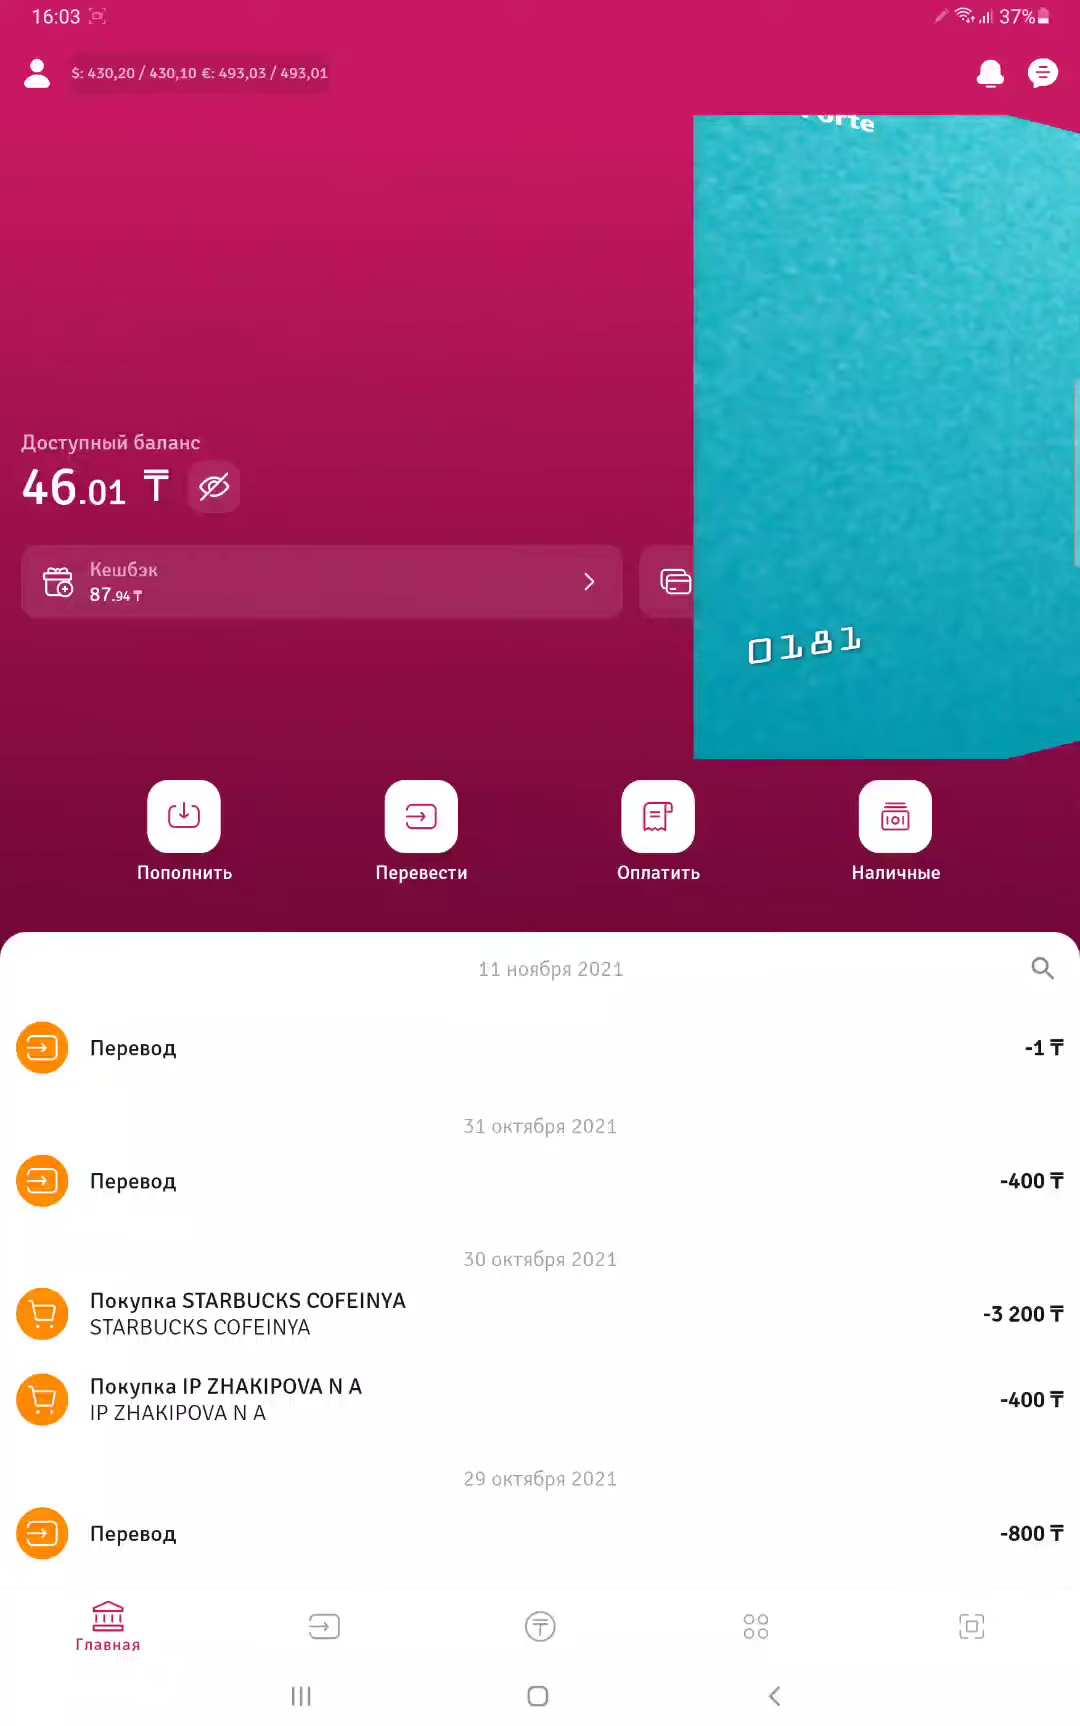 16:03
37%
$: 430,20 / 430,10 €: 493,03 / 493,01
Доступный баланс
46.01 ₸
Кешбэк
87.94 ₸
0181
Пополнить
Перевести
Оплатить
Наличные
11 ноября 2021
Перевод
-1 ₸
31 октября 2021
Перевод
-400 ₸
30 октября 2021
Покупка STARBUCKS COFEINYA
STARBUCKS COFEINYA
-3 200 ₸
Покупка IP ZHAKIPOVA N A
IP ZHAKIPOVA N A
-400 ₸
29 октября 2021
Перевод
-800 ₸
Главная